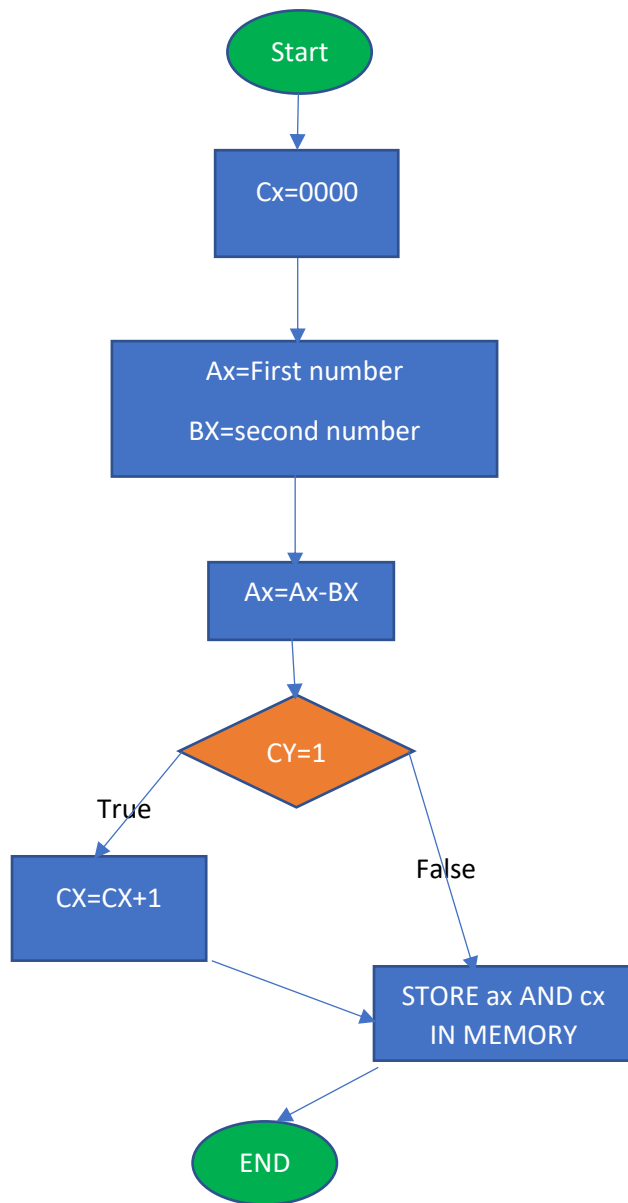 Start
Cx=0000
Ax=First number
BX=second number
Ax=Ax-BX
CY=1
True
False
CX=CX+1
STORE ax AND cx
IN MEMORY
END